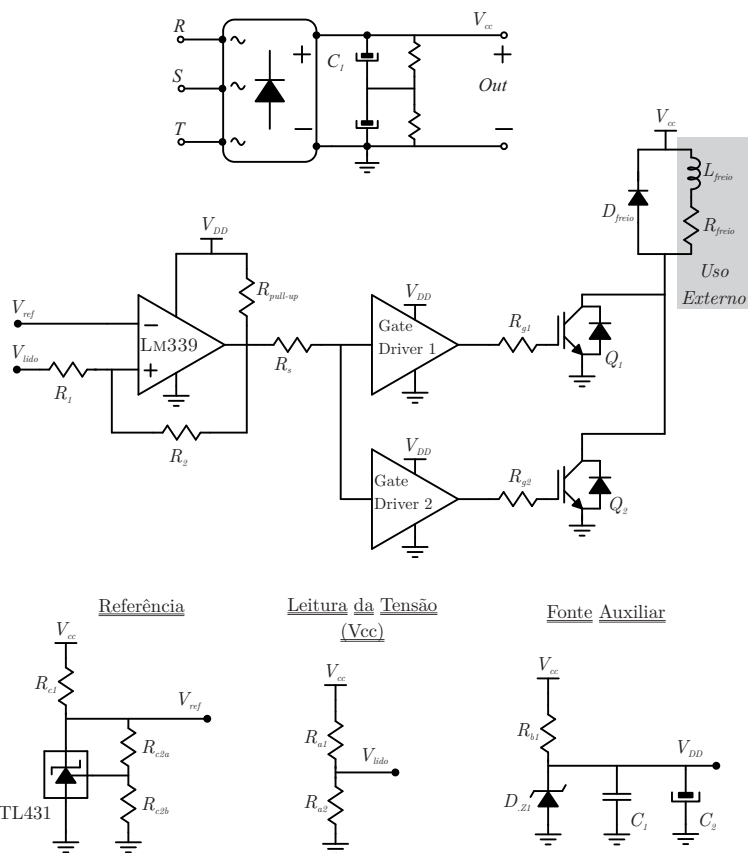 R
S
T
C1
Vcc
Out
Vcc
Lfreio
Dfreio
Rfreio
Uso
Externo
VDD
Rpull-up
Vref
Vlido
R1
LM339
R2
Rs
VDD
Gate
Driver 1
Rg1
Q1
VDD
Gate
Driver 2
Rg2
Q2
Referência
Vcc
Rc1
Vref
Rc2a
Rc2b
TL431
Leitura da Tensão
(Vcc)
Vcc
Ra1
Vlido
Ra2
Fonte Auxiliar
Vcc
Rb1
VDD
D.Z1
C1
C2